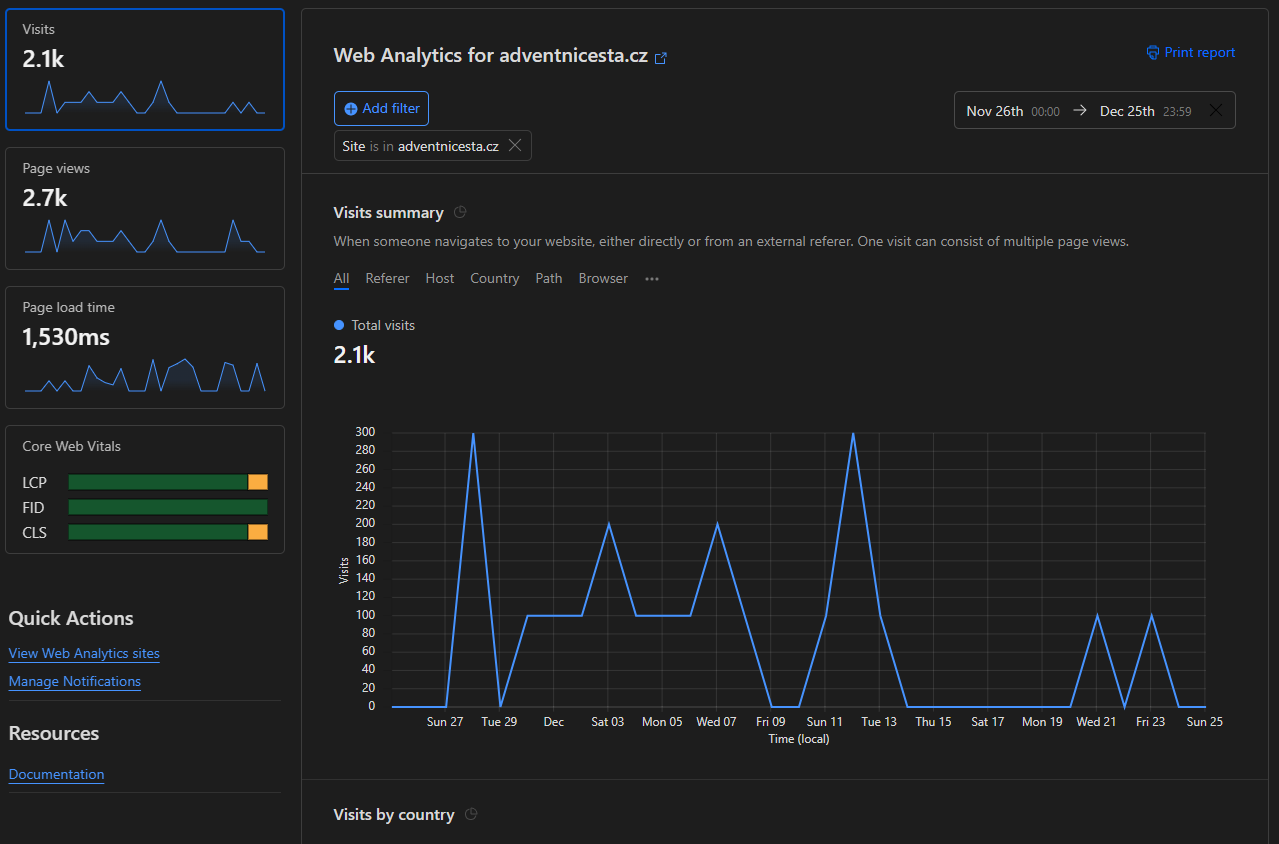 Visits
2.1k
Page views
2.7k
Page load time
1,530ms
Core Web Vitals
LCP
FID
CLS
Quick Actions
View Web Analytics sites
Manage Notifications
Resources
Documentation
Web Analytics for adventnicesta.cz
Print report
Add filter
Nov 26th 00:00 → Dec 25th 23:59
Site is in adventnicesta.cz
Visits summary
When someone navigates to your website, either directly or from an external referer. One visit can consist of multiple page views.
All Referer Host Country Path Browser •••
Total visits
2.1k
300
280
260
240
220
200
180
160
140
120
100
80
60
40
20
0
Visits
Sun 27 Tue 29 Dec Sat 03 Mon 05 Wed 07 Fri 09 Sun 11 Tue 13 Thu 15 Sat 17 Mon 19 Wed 21 Fri 23 Sun 25
Time (local)
Visits by country